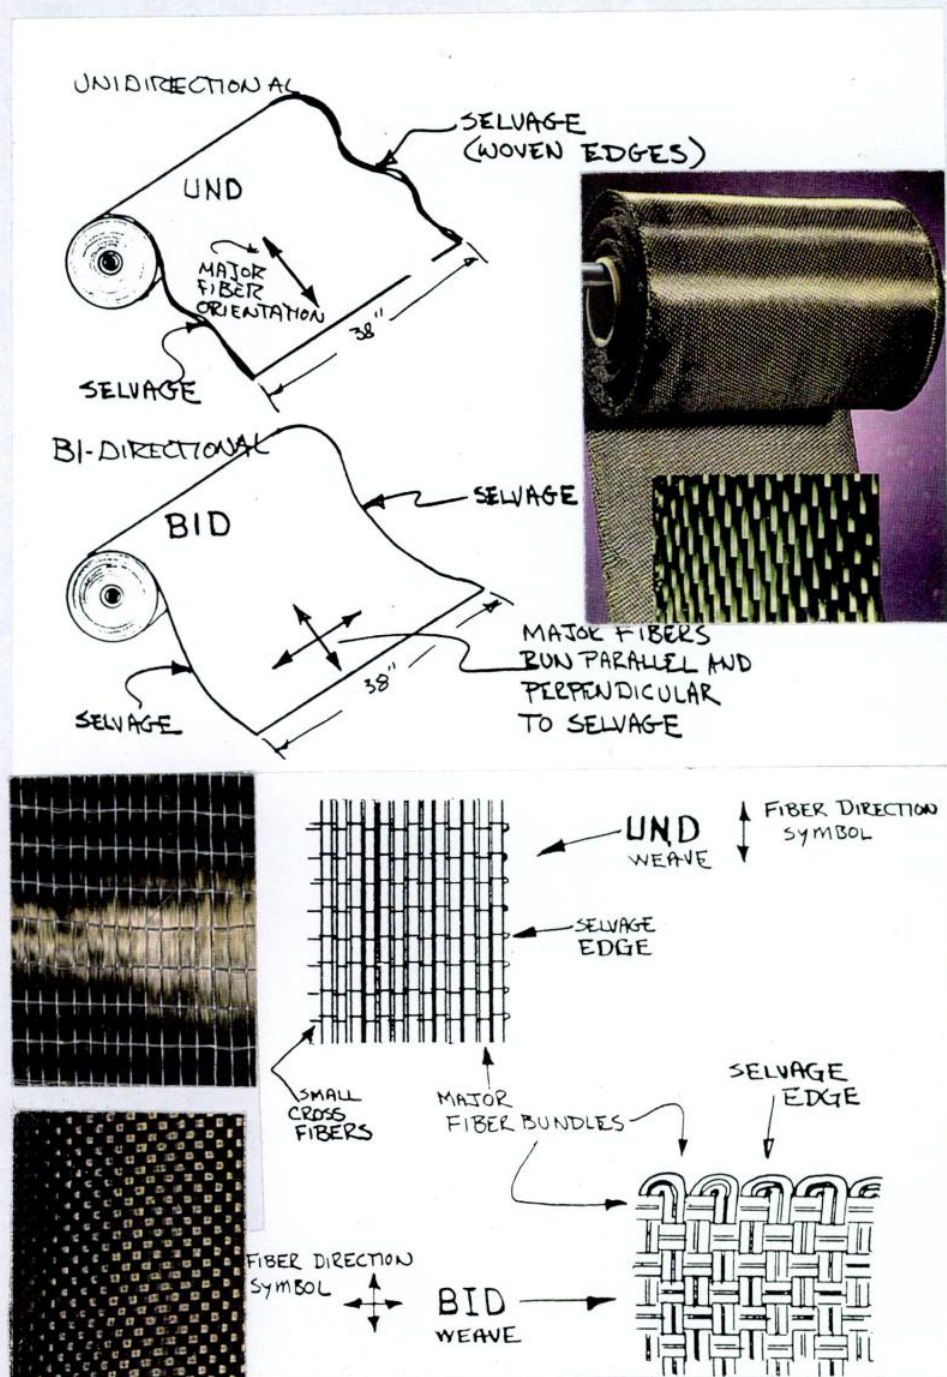 UNIDIRECTIONAL
SELVAGE
(WOVEN EDGES)
UND
MAJOR
FIBER
ORIENTATION
38"
SELVAGE
BI-DIRECTIONAL
SELVAGE
BID
38"
MAJOR FIBERS
RUN PARALLEL AND
PERPENDICULAR
TO SELVAGE
SELVAGE
UND
WEAVE
FIBER DIRECTION
SYMBOL
SELVAGE
EDGE
SMALL
CROSS
FIBERS
MAJOR
FIBER BUNDLES
SELVAGE
EDGE
FIBER DIRECTION
SYMBOL
BID
WEAVE